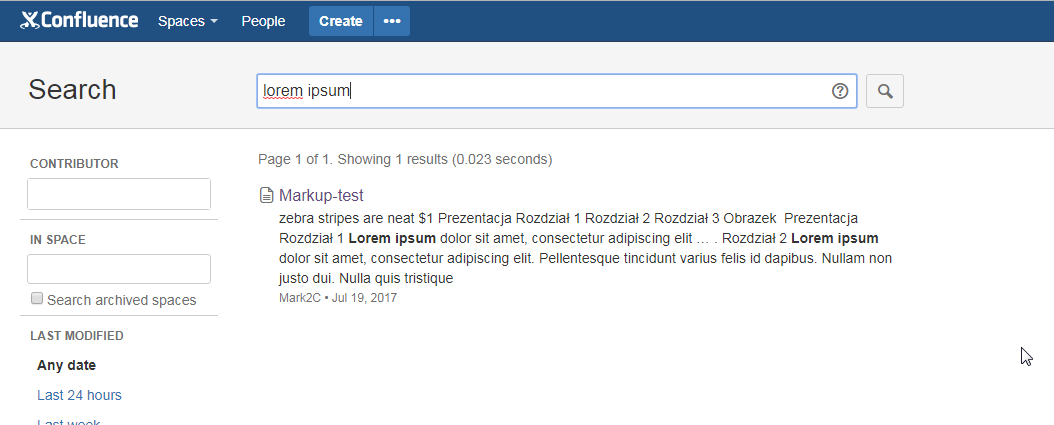 Confluence Spaces People Create •••
Search
lorem ipsum
CONTRIBUTOR
IN SPACE
Search archived spaces
LAST MODIFIED
Any date
Last 24 hours
Last week
Page 1 of 1. Showing 1 results (0.023 seconds)
Markup-test
zebra stripes are neat $1 Prezentacja Rozdział 1 Rozdział 2 Rozdział 3 Obrazek Prezentacja
Rozdział 1 Lorem ipsum dolor sit amet, consectetur adipiscing elit ... . Rozdział 2 Lorem ipsum
dolor sit amet, consectetur adipiscing elit. Pellentesque tincidunt varius felis id dapibus. Nullam non
justo dui. Nulla quis tristique
Mark2C • Jul 19, 2017